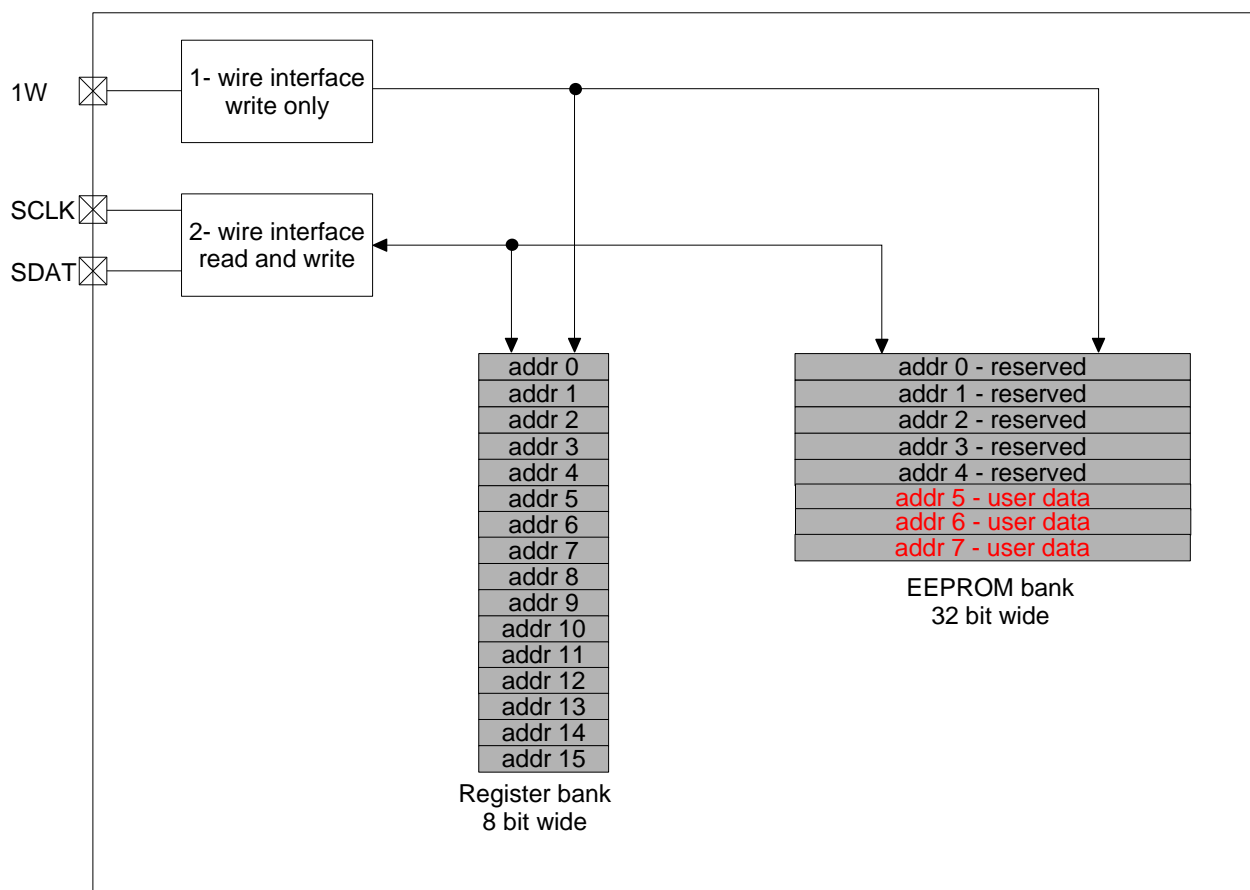 1W
1- wire interface
write only
SCLK
SDAT
2- wire interface
read and write
addr 0
addr 1
addr 2
addr 3
addr 4
addr 5
addr 6
addr 7
addr 8
addr 9
addr 10
addr 11
addr 12
addr 13
addr 14
addr 15
Register bank
8 bit wide
addr 0 - reserved
addr 1 - reserved
addr 2 - reserved
addr 3 - reserved
addr 4 - reserved
addr 5 - user data
addr 6 - user data
addr 7 - user data
EEPROM bank
32 bit wide